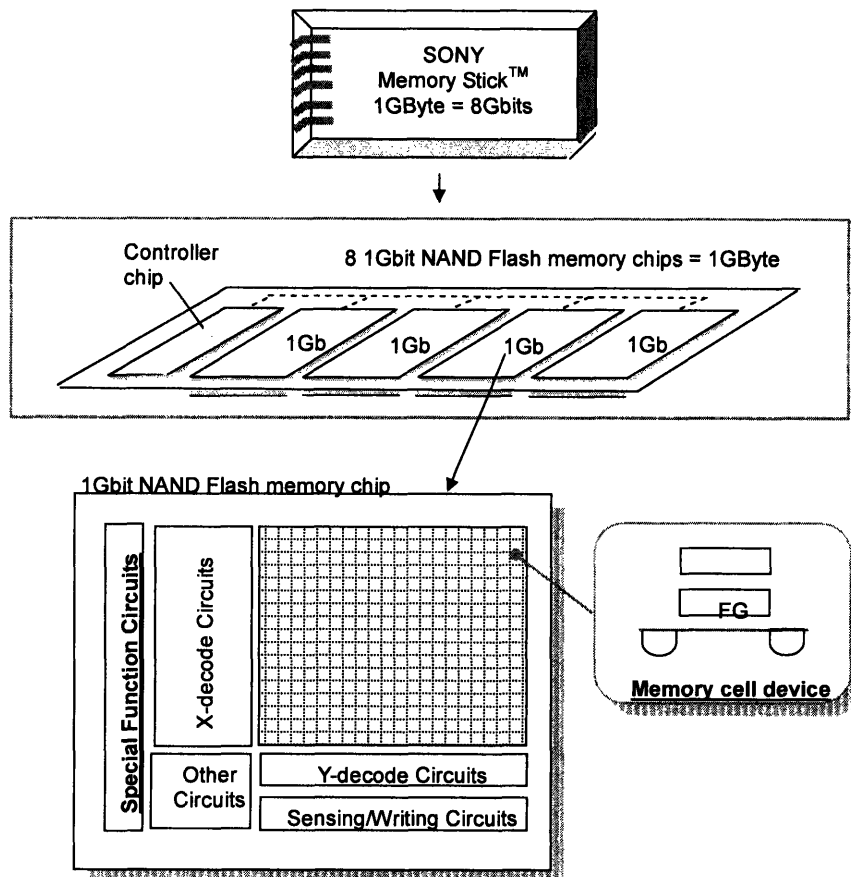 SONY
Memory Stick™
1GByte = 8Gbits
Controller
chip
8 1Gbit NAND Flash memory chips = 1GByte
1Gb
1Gb
1Gb
1Gb
1Gbit NAND Flash memory chip
Special Function Circuits
X-decode Circuits
Other
Circuits
Y-decode Circuits
Sensing/Writing Circuits
FG
Memory cell device